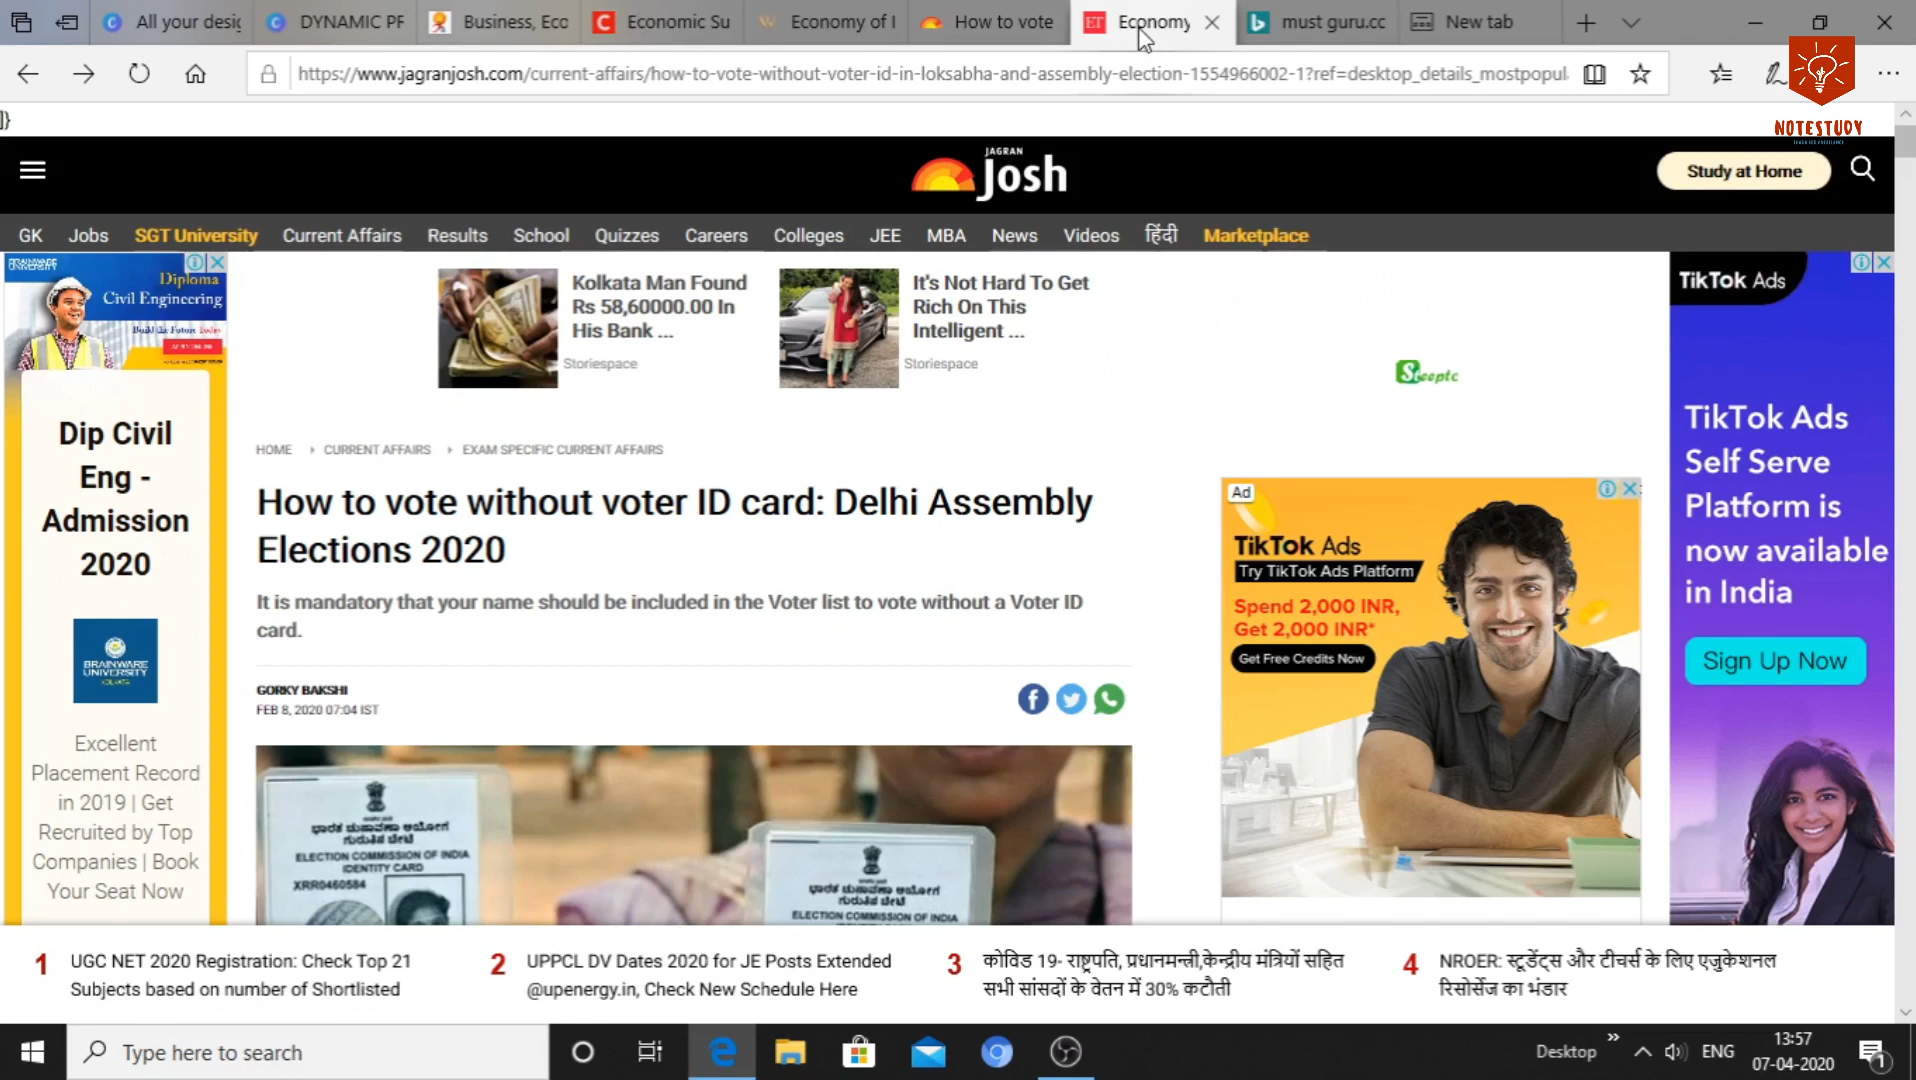 All your desig
DYNAMIC PF
Business, Eco
Economic Su
Economy of I
How to vote
Economy
must guru.cc
New tab
https://www.jagranjosh.com/current-affairs/how-to-vote-without-voter-id-in-loksabha-and-assembly-election-1554966002-1?ref=desktop_details_mostpopul
NOTESTUDY
]}
JAGRAN
Josh
Study at Home
GK Jobs SGT University Current Affairs Results School Quizzes Careers Colleges JEE MBA News Videos हिंदी Marketplace
BRAINWARE
UNIVERSITY
Diploma
Civil Engineering
Build the Future Today
Dip Civil
Eng -
Admission
2020
BRAINWARE
UNIVERSITY
KOLKATA
Excellent
Placement Record
in 2019 | Get
Recruited by Top
Companies | Book
Your Seat Now
Kolkata Man Found
Rs 58,60000.00 In
His Bank ...
Storiespace
It's Not Hard To Get
Rich On This
Intelligent ...
Storiespace
HOME › CURRENT AFFAIRS › EXAM SPECIFIC CURRENT AFFAIRS
How to vote without voter ID card: Delhi Assembly
Elections 2020
It is mandatory that your name should be included in the Voter list to vote without a Voter ID
card.
GORKY BAKSHI
FEB 8, 2020 07:04 IST
ELECTION COMMISSION OF INDIA
IDENTITY CARD
XRR0460584
ELECTION COMMISSION OF INDIA
Ad
TikTok Ads
Try TikTok Ads Platform
Spend 2,000 INR,
Get 2,000 INR*
Get Free Credits Now
TikTok Ads
TikTok Ads
Self Serve
Platform is
now available
in India
Sign Up Now
1 UGC NET 2020 Registration: Check Top 21
Subjects based on number of Shortlisted
2 UPPCL DV Dates 2020 for JE Posts Extended
@upenergy.in, Check New Schedule Here
3 कोविड 19- राष्ट्रपति, प्रधानमन्त्री,केन्द्रीय मंत्रियों सहित
सभी सांसदों के वेतन में 30% कटौती
4 NROER: स्टूडेंट्स और टीचर्स के लिए एजुकेशनल
रिसोर्सेज का भंडार
Type here to search
Desktop
ENG
13:57
07-04-2020
1